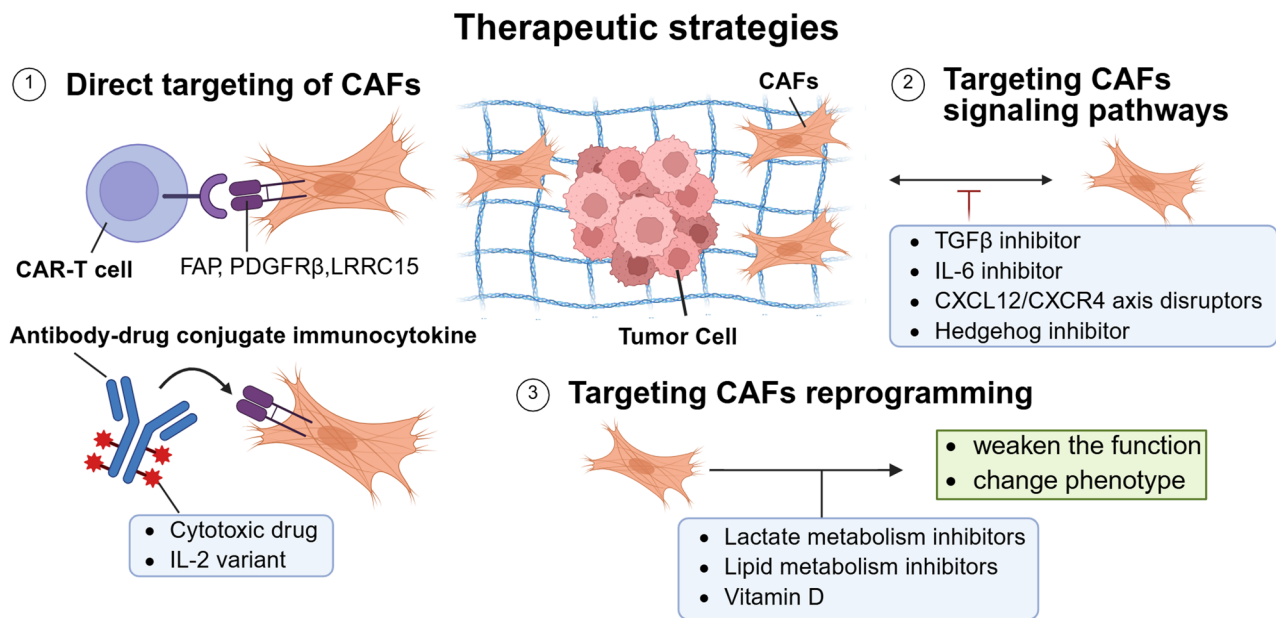 Therapeutic strategies
1 Direct targeting of CAFs
CAR-T cell
FAP, PDGFRβ,LRRC15
Antibody-drug conjugate immunocytokine
• Cytotoxic drug
• IL-2 variant
CAFs
Tumor Cell
2 Targeting CAFs
signaling pathways
• TGFβ inhibitor
• IL-6 inhibitor
• CXCL12/CXCR4 axis disruptors
• Hedgehog inhibitor
3 Targeting CAFs reprogramming
• weaken the function
• change phenotype
• Lactate metabolism inhibitors
• Lipid metabolism inhibitors
• Vitamin D